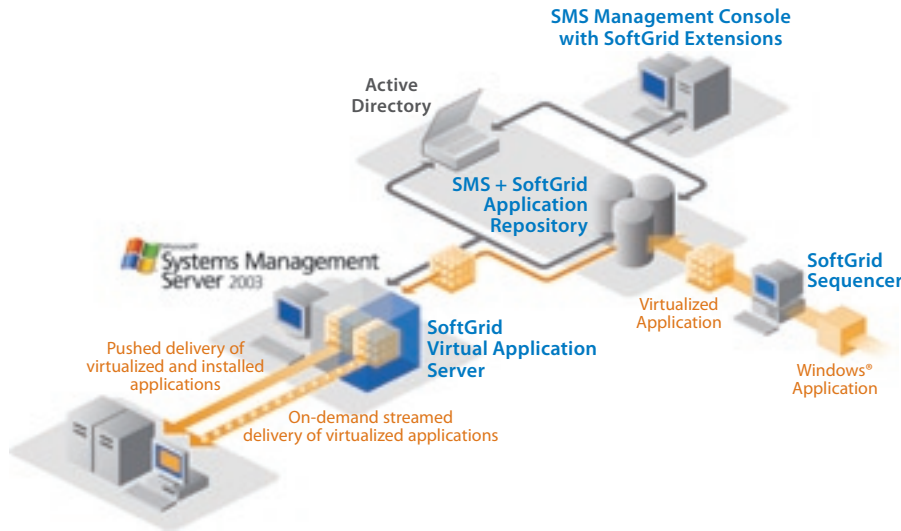 SMS Management Console
with SoftGrid Extensions
Active
Directory
SMS + SoftGrid
Application
Repository
Microsoft
Systems Management
Server 2003
SoftGrid
Sequencer
Virtualized
Application
SoftGrid
Virtual Application
Server
Windows®
Application
Pushed delivery of
virtualized and installed
applications
On-demand streamed
delivery of virtualized applications